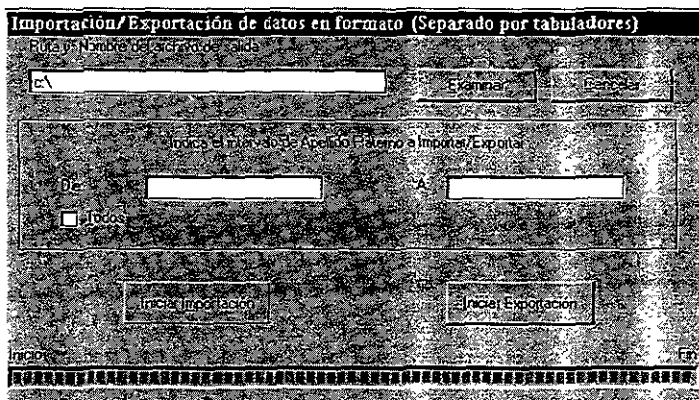 Importación/Exportación de datos en formato (Separado por tabuladores)
Ruta y Nombre del archivo de salida
c:\
Examinar
Cancelar
Indica el intervalo de Apellido Paterno a Importar/Exportar
De
A
Todos
Iniciar Importación
Iniciar Exportación
Inicio
Fin